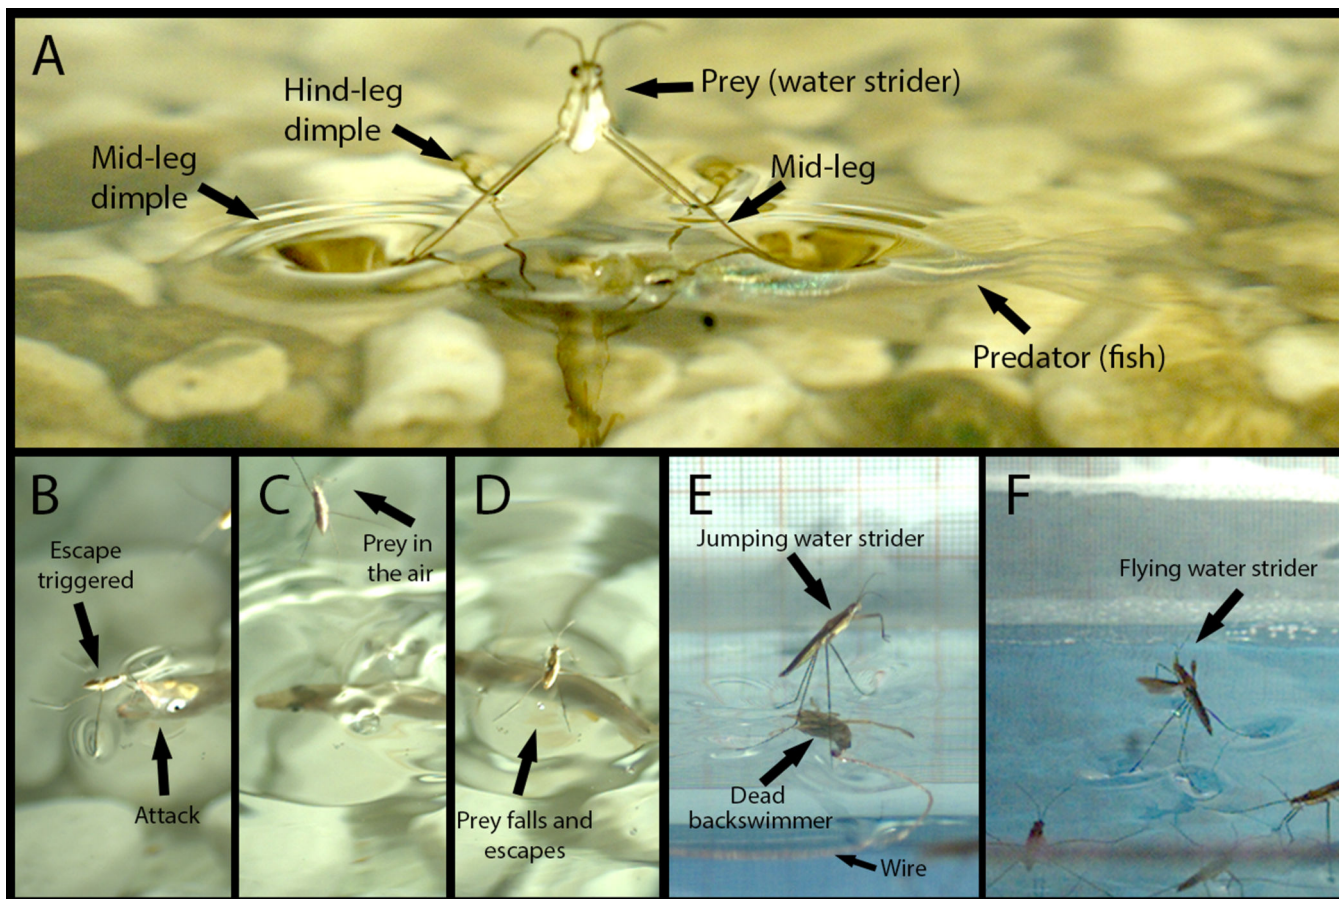 A
Hind-leg
dimple
Prey (water strider)
Mid-leg
dimple
Mid-leg
Predator (fish)
B
Escape
triggered
Attack
C
Prey in
the air
D
Prey falls and
escapes
E
Jumping water strider
Dead
backswimmer
Wire
F
Flying water strider